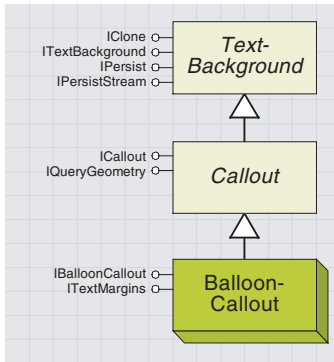 IClone
ITextBackground
IPersist
IPersistStream
Text-
Background
ICallout
IQueryGeometry
Callout
IBalloonCallout
ITextMargins
Balloon-
Callout